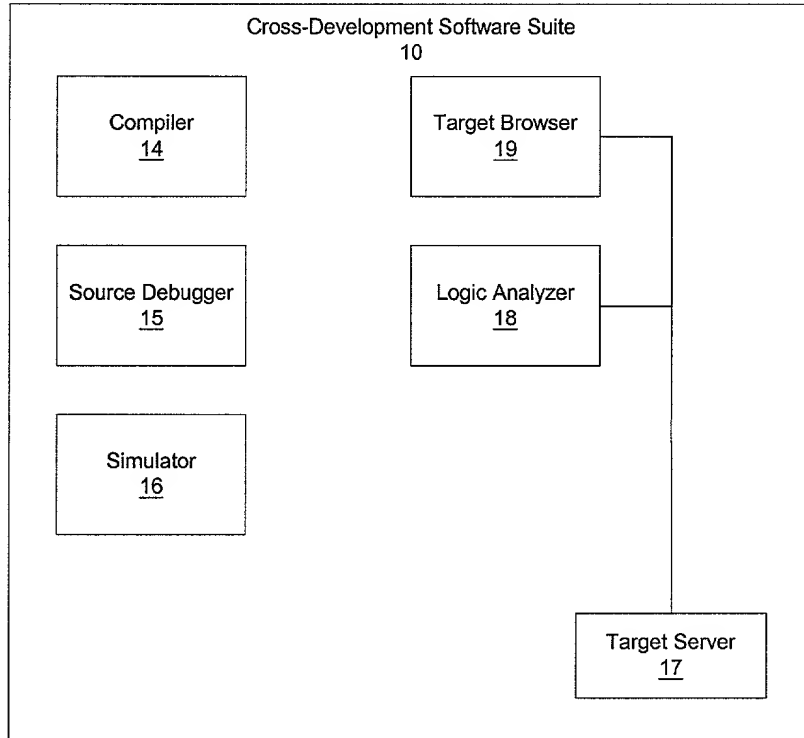 Cross-Development Software Suite
10
Compiler
14
Target Browser
19
Source Debugger
15
Logic Analyzer
18
Simulator
16
Target Server
17